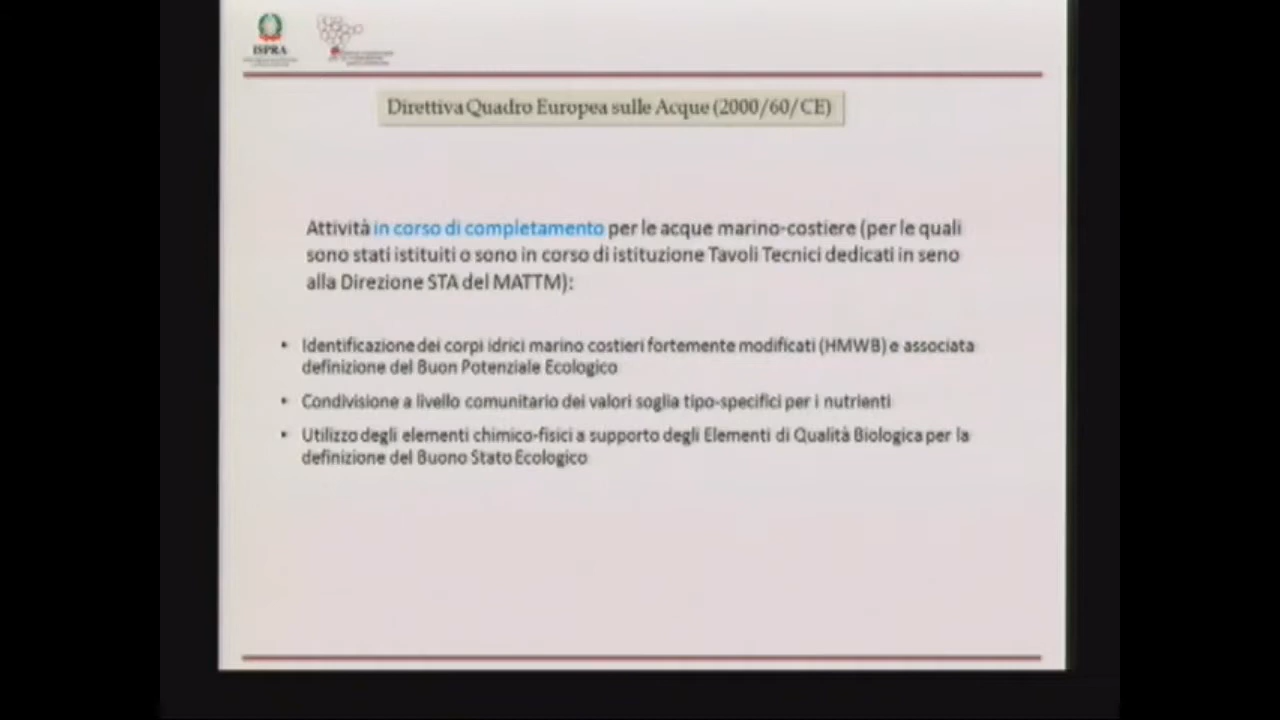 ISPRA
Direttiva Quadro Europea sulle Acque (2000/60/CE)
Attività in corso di completamento per le acque marino-costiere (per le quali
sono stati istituiti o sono in corso di istituzione Tavoli Tecnici dedicati in seno
alla Direzione STA del MATTM):
• Identificazione dei corpi idrici marino costieri fortemente modificati (HMWB) e associata
definizione del Buon Potenziale Ecologico
• Condivisione a livello comunitario dei valori soglia tipo-specifici per i nutrienti
• Utilizzo degli elementi chimico-fisici a supporto degli Elementi di Qualità Biologica per la
definizione del Buono Stato Ecologico